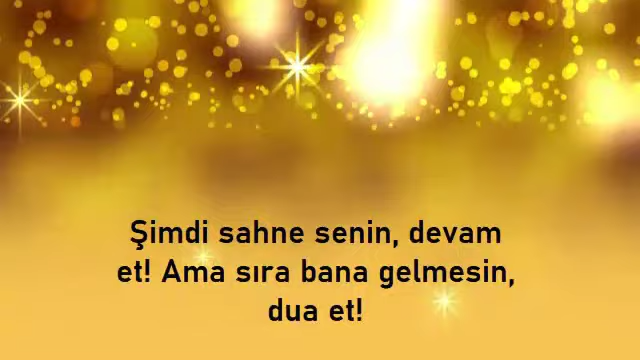 Şimdi sahne senin, devam
et! Ama sıra bana gelmesin,
dua et!